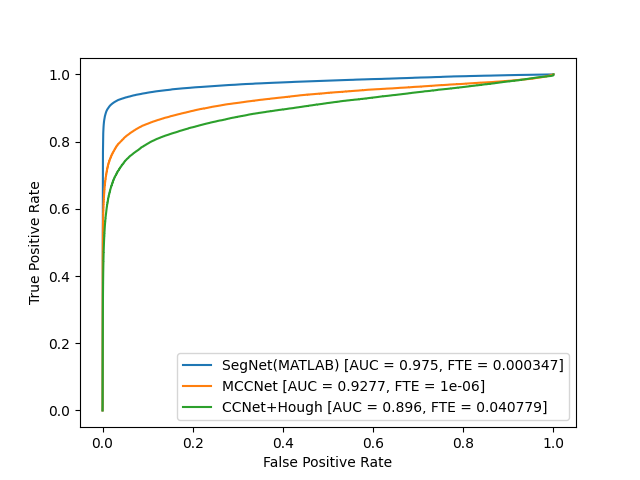 1.0
0.8
0.6
0.4
0.2
0.0
True Positive Rate
SegNet(MATLAB) [AUC = 0.975, FTE = 0.000347]
MCCNet [AUC = 0.9277, FTE = 1e-06]
CCNet+Hough [AUC = 0.896, FTE = 0.040779]
0.0 0.2 0.4 0.6 0.8 1.0
False Positive Rate